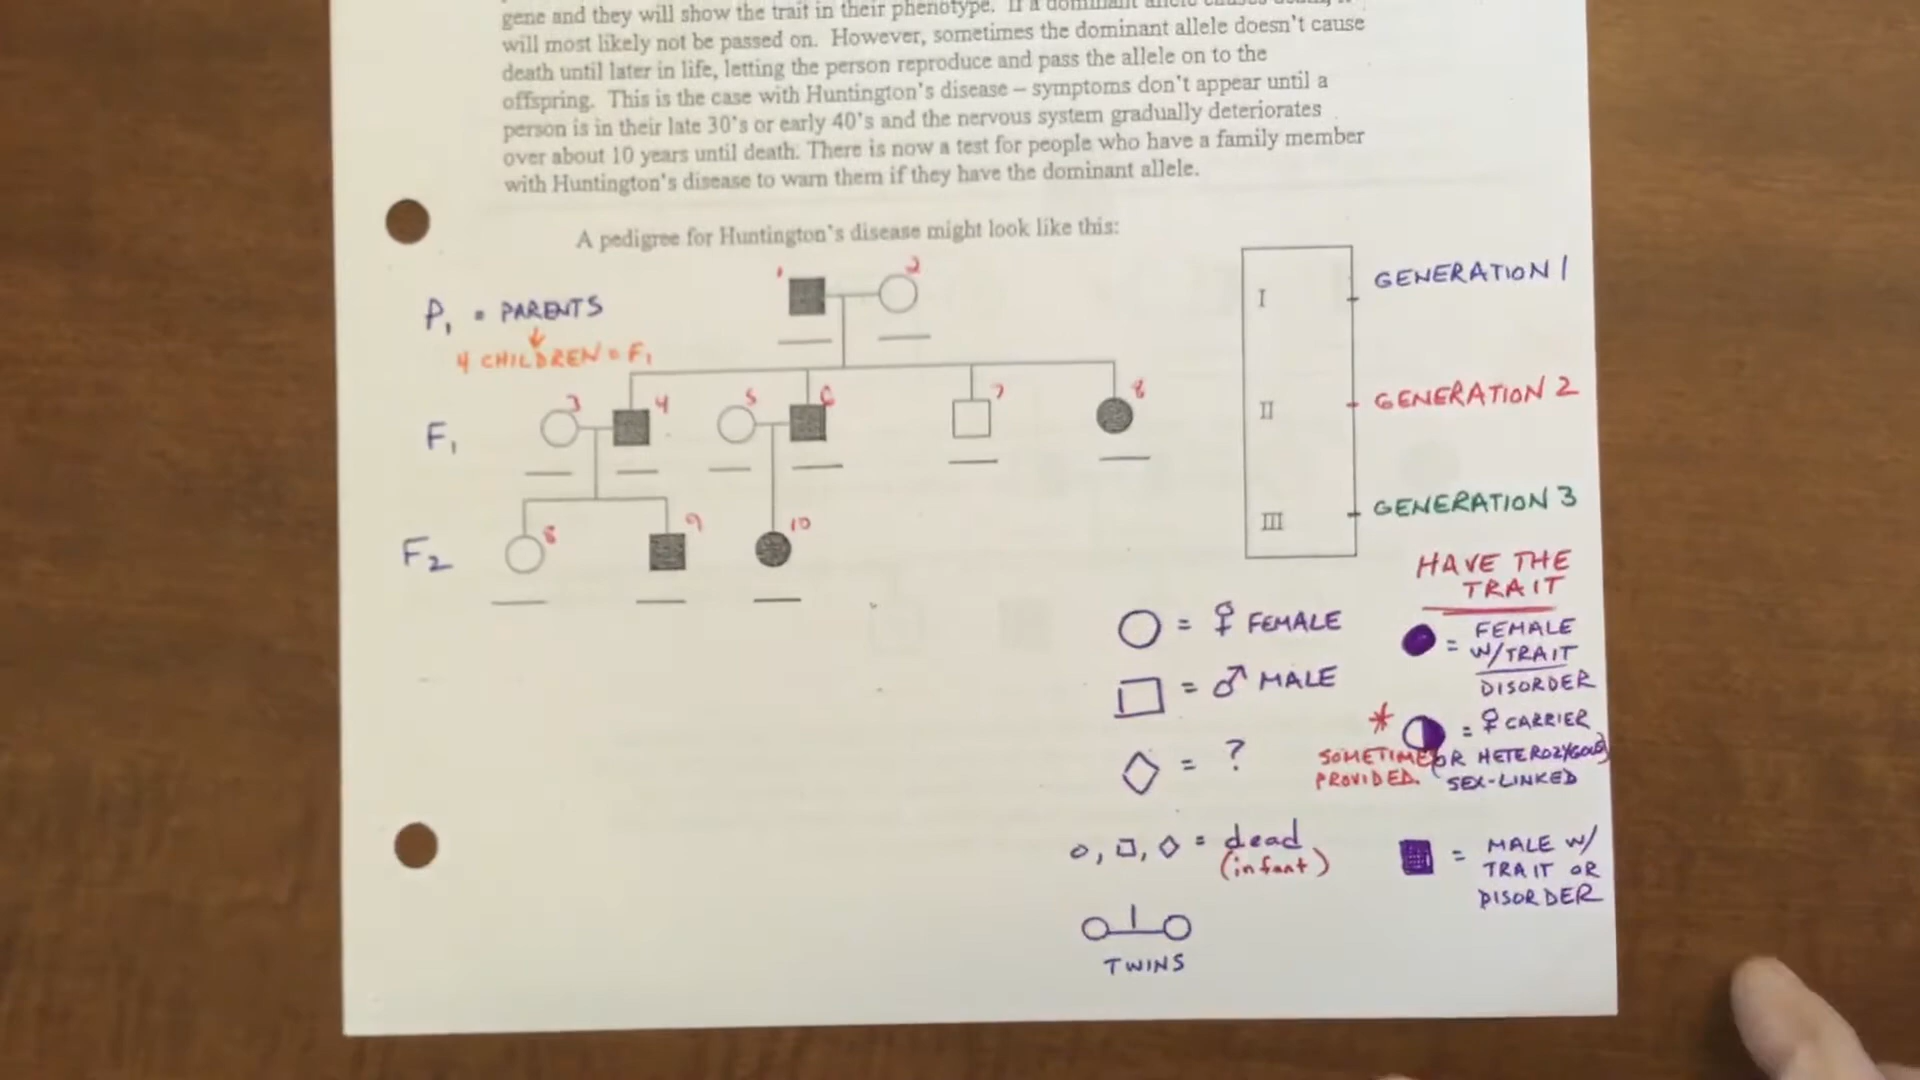 gene and they will show the trait in their phenotype. If a dominant allele causes death, it
will most likely not be passed on. However, sometimes the dominant allele doesn't cause
death until later in life, letting the person reproduce and pass the allele on to the
offspring. This is the case with Huntington's disease – symptoms don't appear until a
person is in their late 30's or early 40's and the nervous system gradually deteriorates
over about 10 years until death. There is now a test for people who have a family member
with Huntington's disease to warn them if they have the dominant allele.
A pedigree for Huntington's disease might look like this:
1 2
P1 = PARENTS
4 CHILDREN = F1
F1
3 4 5 6 7 8
F2
8 9 10
I
GENERATION 1
II
GENERATION 2
III
GENERATION 3
= ♀ FEMALE
= ♂ MALE
= ?
= dead
(infant)
TWINS
HAVE THE
TRAIT
= FEMALE
W/TRAIT
DISORDER
* = ♀ CARRIER
SOMETIMES
PROVIDED.
OR HETEROZYGOUS
SEX-LINKED
= MALE W/
TRAIT OR
DISORDER